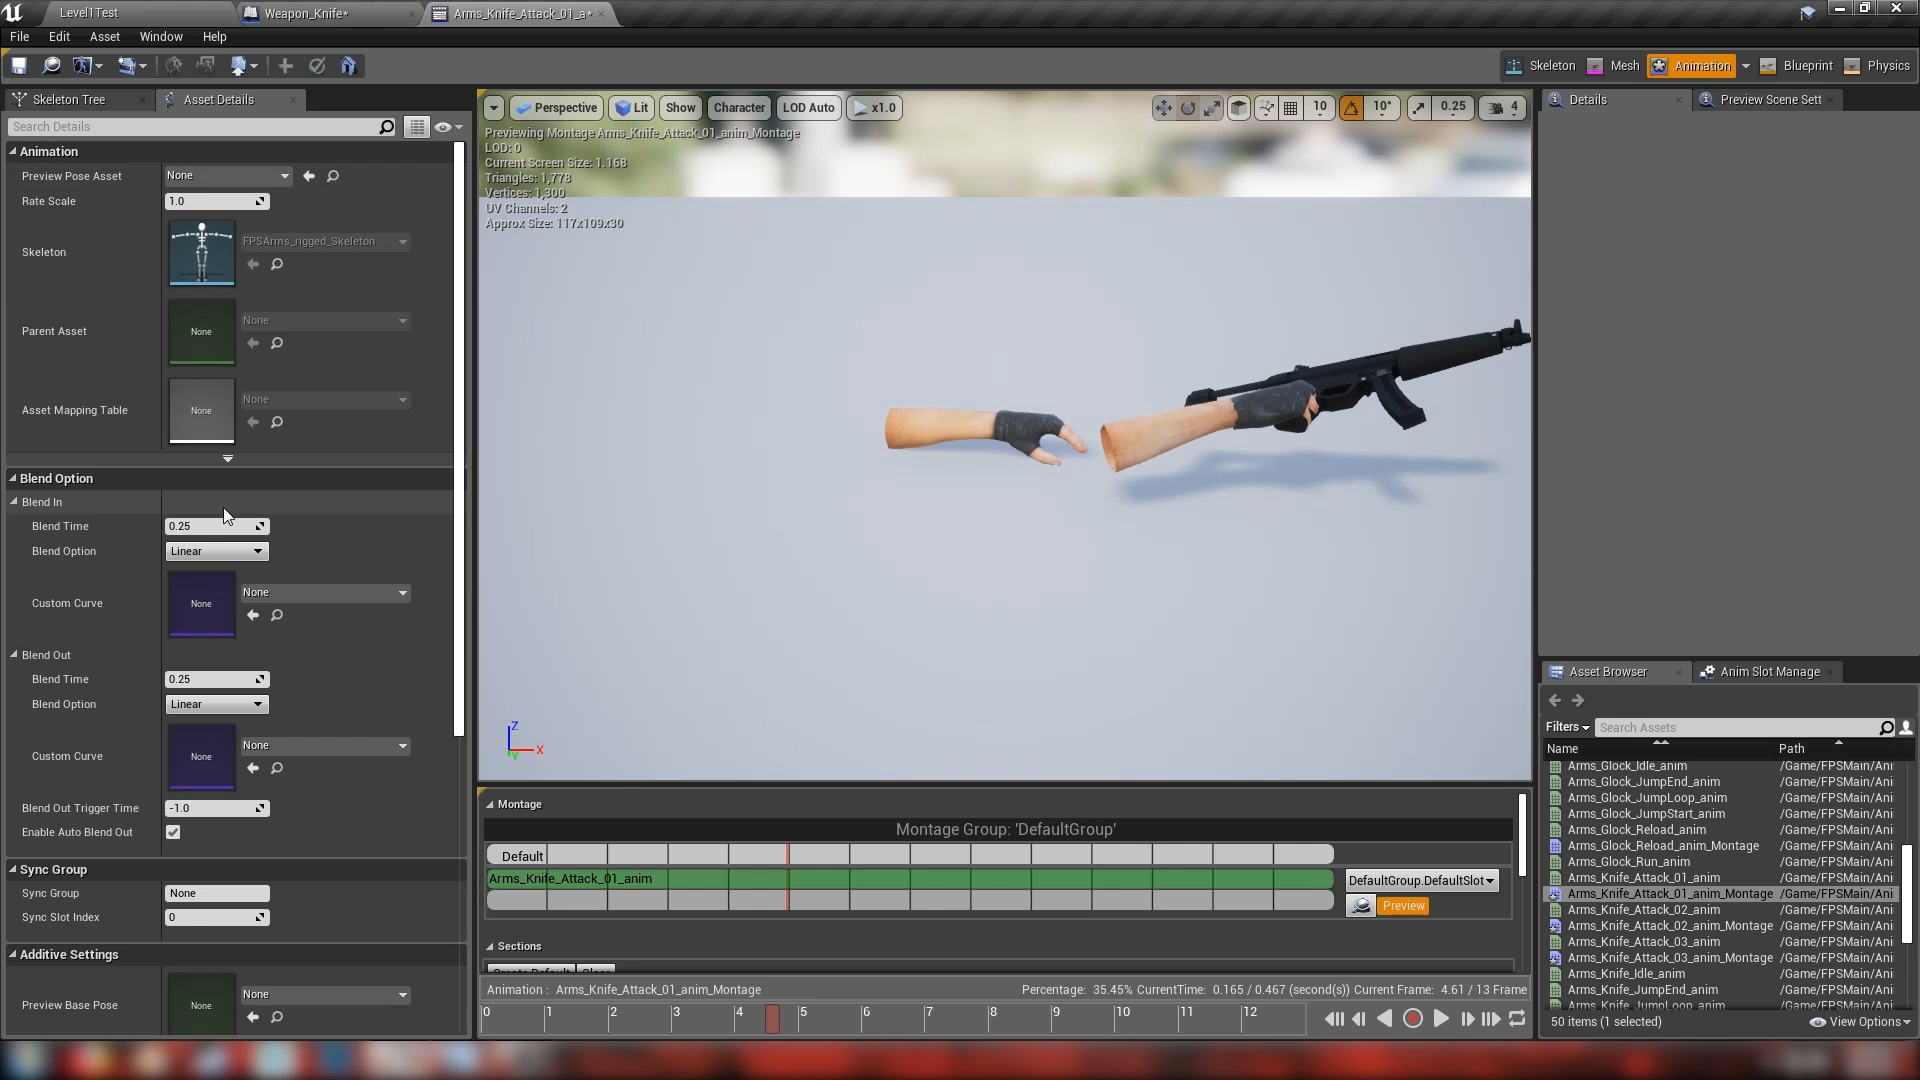 Level1Test
Weapon_Knife*
Arms_Knife_Attack_01_a*
File
Edit
Asset
Window
Help
Skeleton
Mesh
Animation
Blueprint
Physics
Skeleton Tree
Asset Details
Search Details
Animation
Preview Pose Asset
None
Rate Scale
1.0
Skeleton
FPSArms_rigged_Skeleton
Parent Asset
None
None
Asset Mapping Table
None
None
Blend Option
Blend In
Blend Time
0.25
Blend Option
Linear
Custom Curve
None
None
Blend Out
Blend Time
0.25
Blend Option
Linear
Custom Curve
None
None
Blend Out Trigger Time
-1.0
Enable Auto Blend Out
Sync Group
Sync Group
None
Sync Slot Index
0
Additive Settings
Preview Base Pose
None
None
Perspective
Lit
Show
Character
LOD Auto
x1.0
10
10°
0.25
4
Previewing Montage Arms_Knife_Attack_01_anim_Montage
LOD: 0
Current Screen Size: 1.168
Triangles: 1,778
Vertices: 1,300
UV Channels: 2
Approx Size: 117x109x30
Z
X
Y
Montage
Montage Group: 'DefaultGroup'
Default
Arms_Knife_Attack_01_anim
DefaultGroup.DefaultSlot
Preview
Sections
Create Default
Clear
Animation : Arms_Knife_Attack_01_anim_Montage
Percentage: 35.45% CurrentTime: 0.165 / 0.467 (second(s)) Current Frame: 4.61 / 13 Frame
0 1 2 3 4 5 6 7 8 9 10 11 12
Details
Preview Scene Sett
Asset Browser
Anim Slot Manage
Filters
Search Assets
Name
Path
Arms_Glock_Idle_anim /Game/FPSMain/Ani
Arms_Glock_JumpEnd_anim /Game/FPSMain/Ani
Arms_Glock_JumpLoop_anim /Game/FPSMain/Ani
Arms_Glock_JumpStart_anim /Game/FPSMain/Ani
Arms_Glock_Reload_anim /Game/FPSMain/Ani
Arms_Glock_Reload_anim_Montage /Game/FPSMain/Ani
Arms_Glock_Run_anim /Game/FPSMain/Ani
Arms_Knife_Attack_01_anim /Game/FPSMain/Ani
Arms_Knife_Attack_01_anim_Montage /Game/FPSMain/Ani
Arms_Knife_Attack_02_anim /Game/FPSMain/Ani
Arms_Knife_Attack_02_anim_Montage /Game/FPSMain/Ani
Arms_Knife_Attack_03_anim /Game/FPSMain/Ani
Arms_Knife_Attack_03_anim_Montage /Game/FPSMain/Ani
Arms_Knife_Idle_anim /Game/FPSMain/Ani
Arms_Knife_JumpEnd_anim /Game/FPSMain/Ani
Arms_Knife_JumpLoop_anim /Game/FPSMain/Ani
50 items (1 selected)
View Options